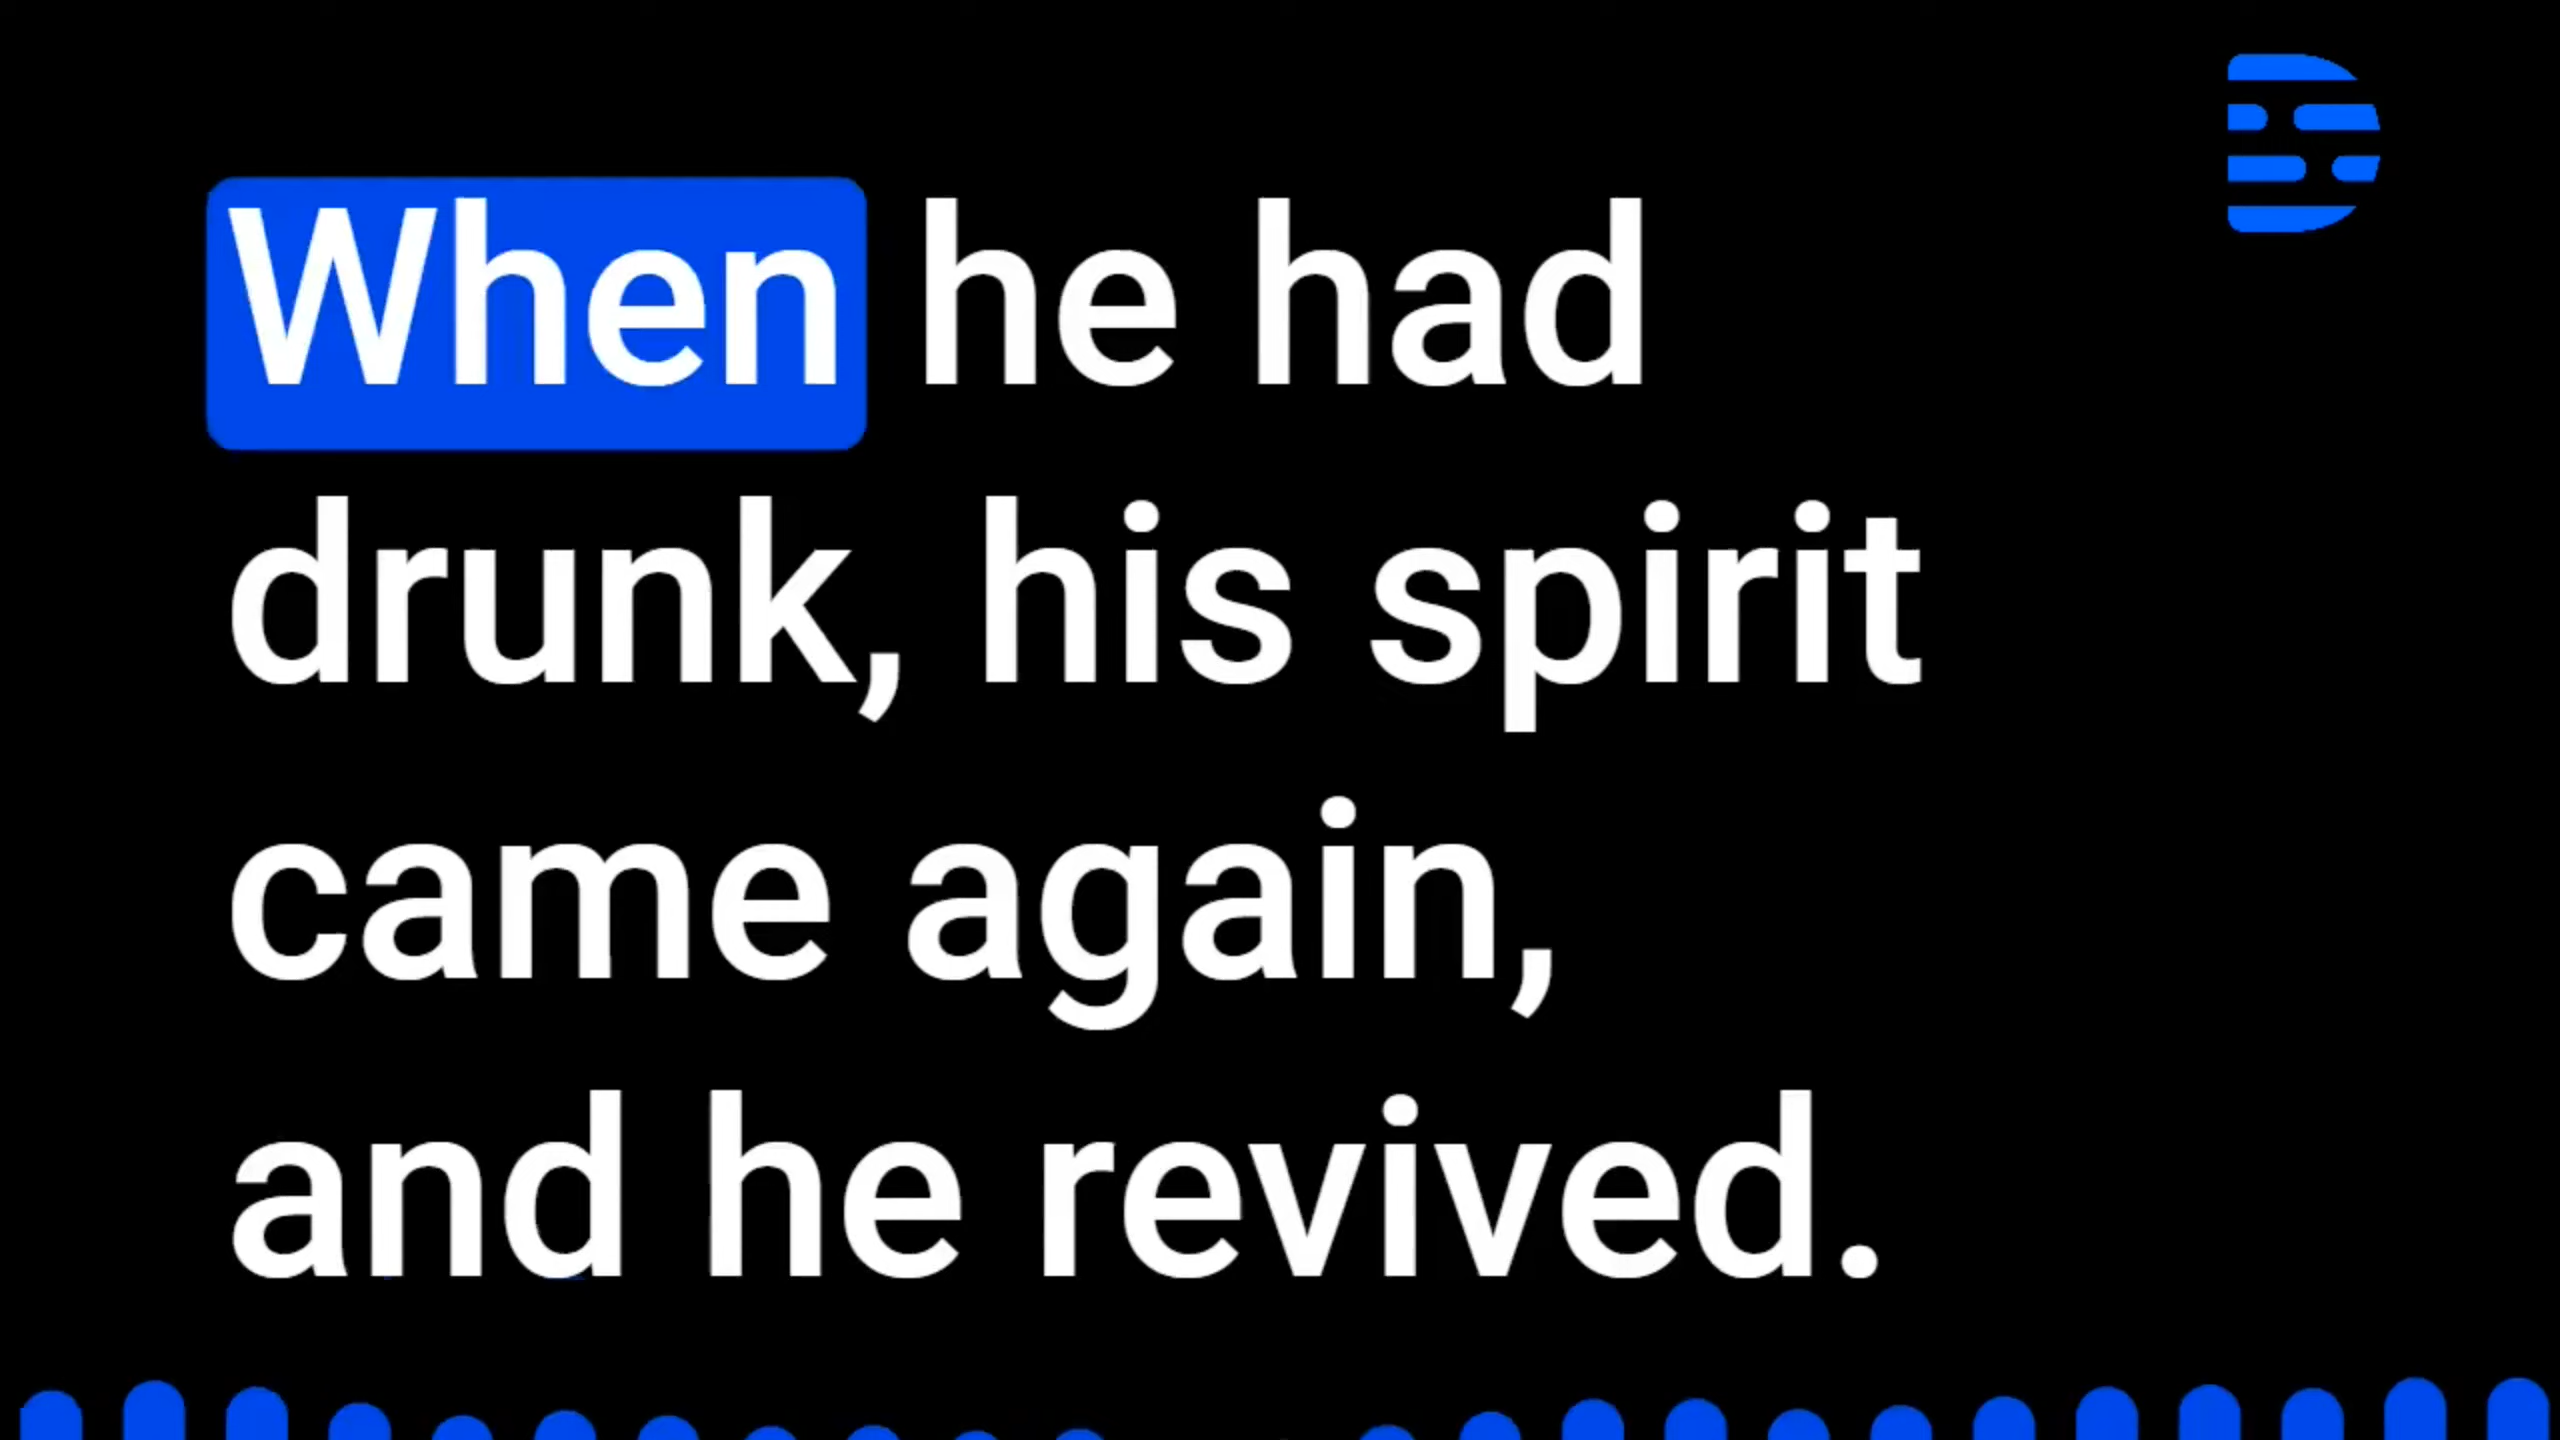 When he had
drunk, his spirit
came again,
and he revived.